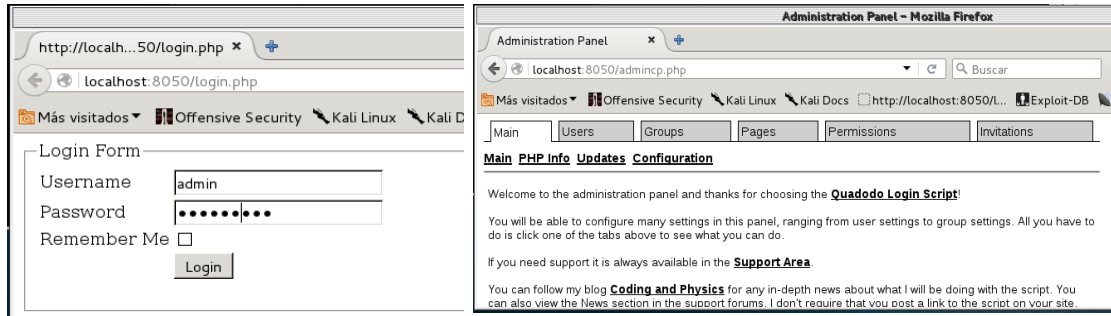 http://localh...50/login.php
localhost:8050/login.php
Más visitados
Offensive Security
Kali Linux
Kali D
Login Form
Username admin
Password
Remember Me
Login
Administration Panel - Mozilla Firefox
Administration Panel
localhost:8050/admincp.php
Buscar
Más visitados
Offensive Security
Kali Linux
Kali Docs
http://localhost:8050/L...
Exploit-DB
Main Users Groups Pages Permissions Invitations
Main PHP Info Updates Configuration
Welcome to the administration panel and thanks for choosing the Quadodo Login Script!
You will be able to configure many settings in this panel, ranging from user settings to group settings. All you have to
do is click one of the tabs above to see what you can do.
If you need support it is always available in the Support Area.
You can follow my blog Coding and Physics for any in-depth news about what I will be doing with the script. You
can also view the News section in the support forums. I don't require that you post a link to the script on your site.